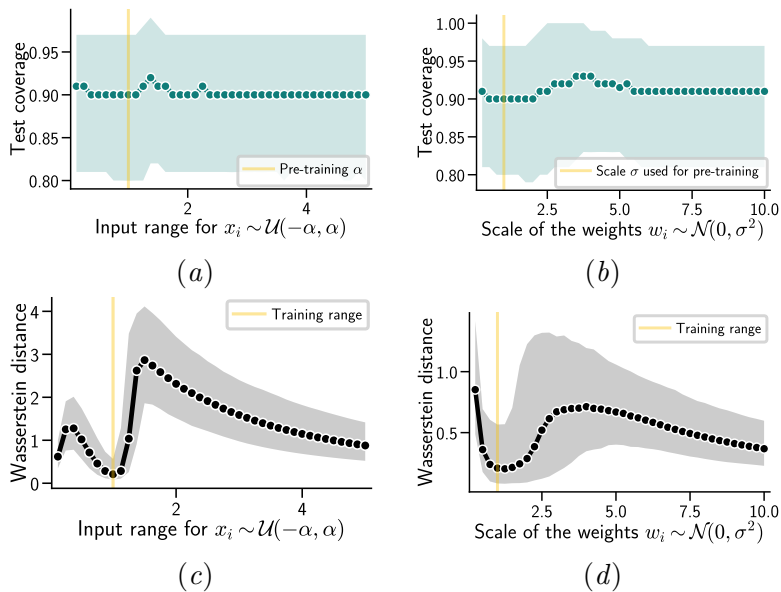 Test coverage
0.95
0.90
0.85
0.80
Pre-training α
2
4
Input range for x_i ∼ U(−α, α)
(a)
Test coverage
1.00
0.95
0.90
0.85
0.80
Scale σ used for pre-training
2.5
5.0
7.5
10.0
Scale of the weights w_i ∼ N(0, σ²)
(b)
Wasserstein distance
4
3
2
1
0
Training range
2
4
Input range for x_i ∼ U(−α, α)
(c)
Wasserstein distance
1.0
0.5
Training range
2.5
5.0
7.5
10.0
Scale of the weights w_i ∼ N(0, σ²)
(d)